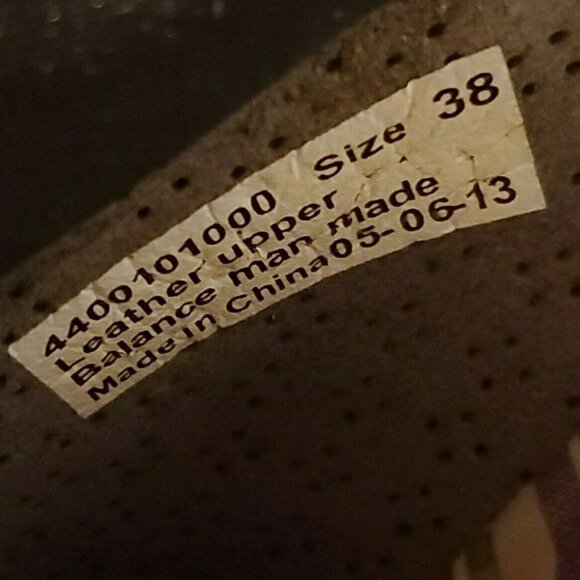 4400101000 Size 38
Leather upper
Balance man made
Made in China 05-06-13